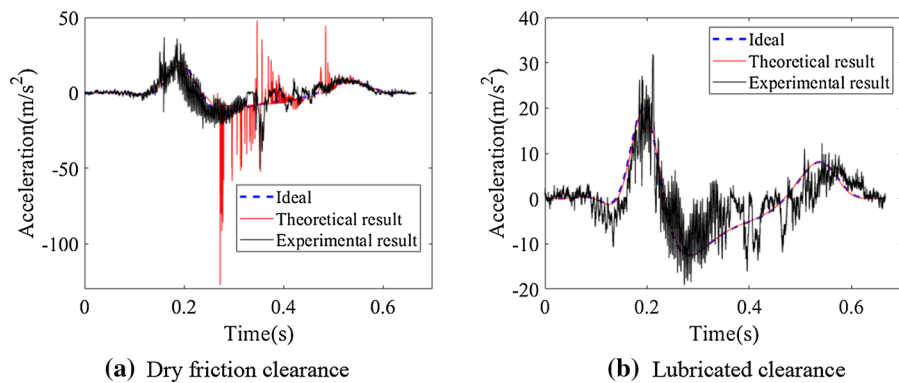 50
0
-50
-100
Acceleration(m/s²)
Ideal
Theoretical result
Experimental result
0 0.2 0.4 0.6
Time(s)
(a) Dry friction clearance
40
30
20
10
0
-10
-20
Acceleration(m/s²)
Ideal
Theoretical result
Experimental result
0 0.2 0.4 0.6
Time(s)
(b) Lubricated clearance